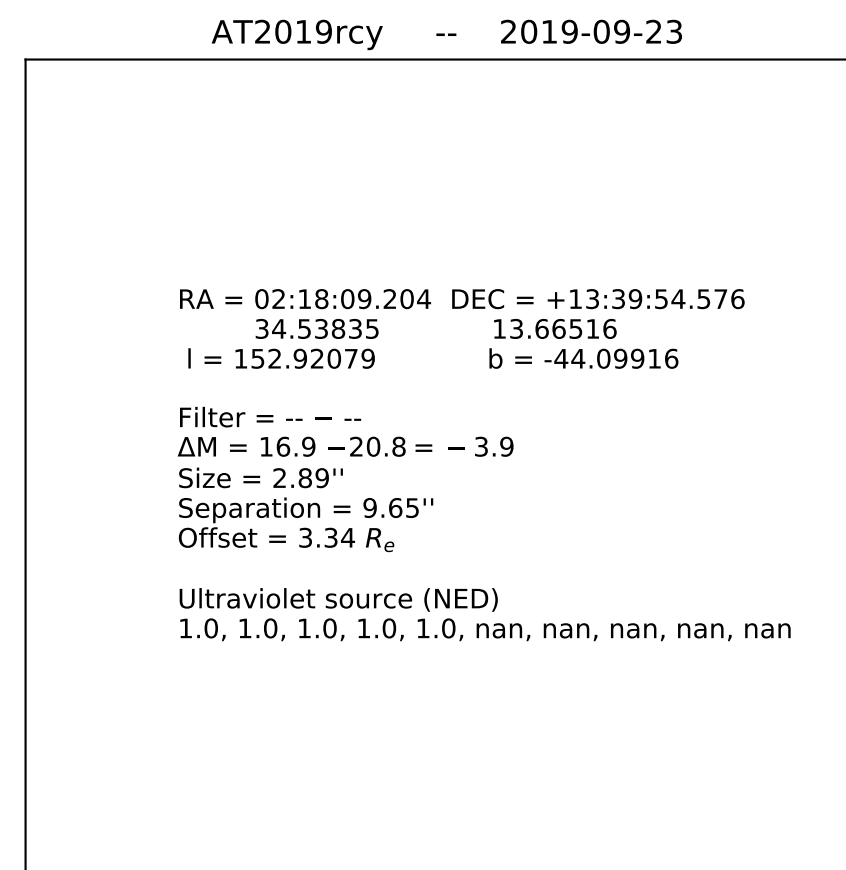 AT2019rcy -- 2019-09-23
RA = 02:18:09.204 DEC = +13:39:54.576
34.53835 13.66516
l = 152.92079 b = -44.09916
Filter = -- − --
ΔM = 16.9 −20.8 = − 3.9
Size = 2.89''
Separation = 9.65''
Offset = 3.34 Rₑ
Ultraviolet source (NED)
1.0, 1.0, 1.0, 1.0, 1.0, nan, nan, nan, nan, nan